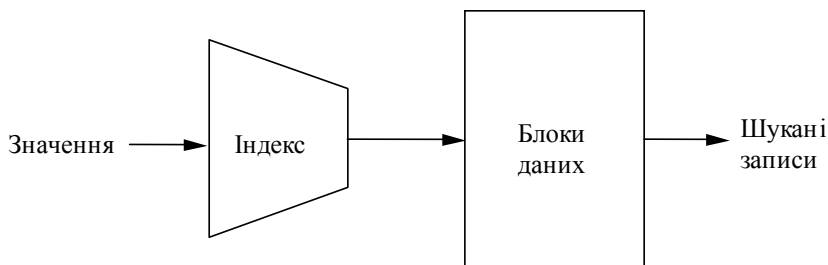 Значення
Індекс
Блоки
даних
Шукані
записи